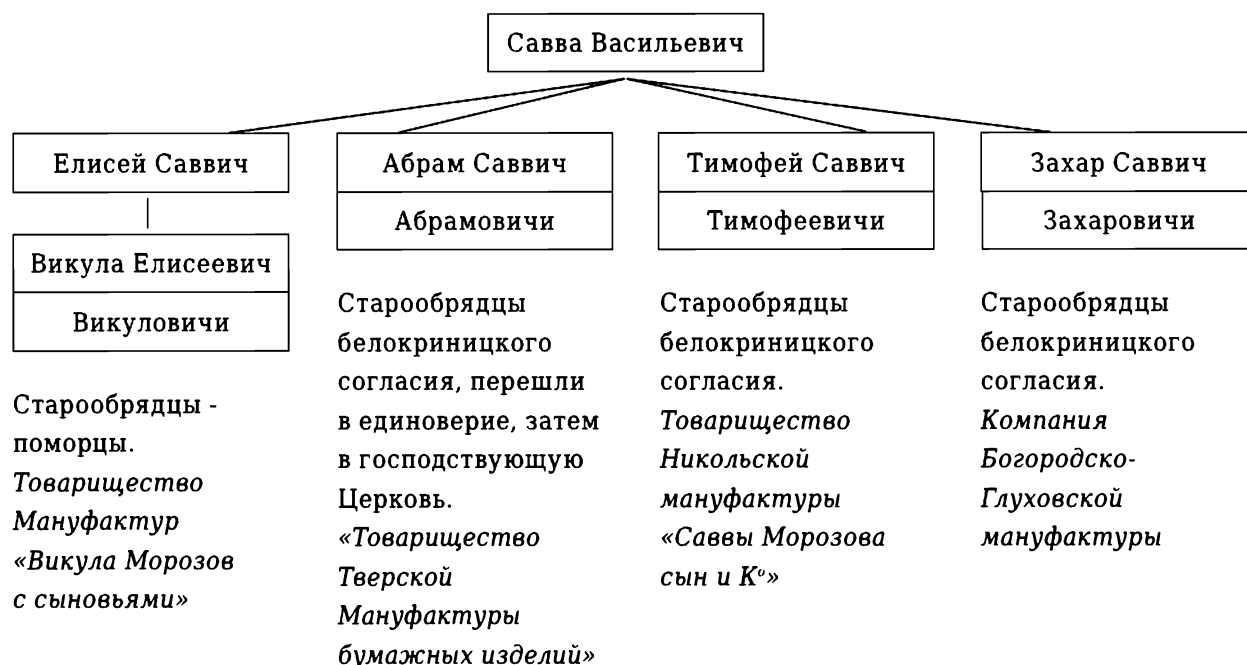 Савва Васильевич
Елисей Саввич
Викула Елисеевич
Викуловичи
Старообрядцы -
поморцы.
Товарищество
Мануфактур
«Викула Морозов
с сыновьями»
Абрам Саввич
Абрамовичи
Старообрядцы
белокриницкого
согласия, перешли
в единоверие, затем
в господствующую
Церковь.
«Товарищество
Тверской
Мануфактуры
бумажных изделий»
Тимофей Саввич
Тимофеевичи
Старообрядцы
белокриницкого
согласия.
Товарищество
Никольской
мануфактуры
«Саввы Морозова
сын и Кº»
Захар Саввич
Захаровичи
Старообрядцы
белокриницкого
согласия.
Компания
Богородско-
Глуховской
мануфактуры